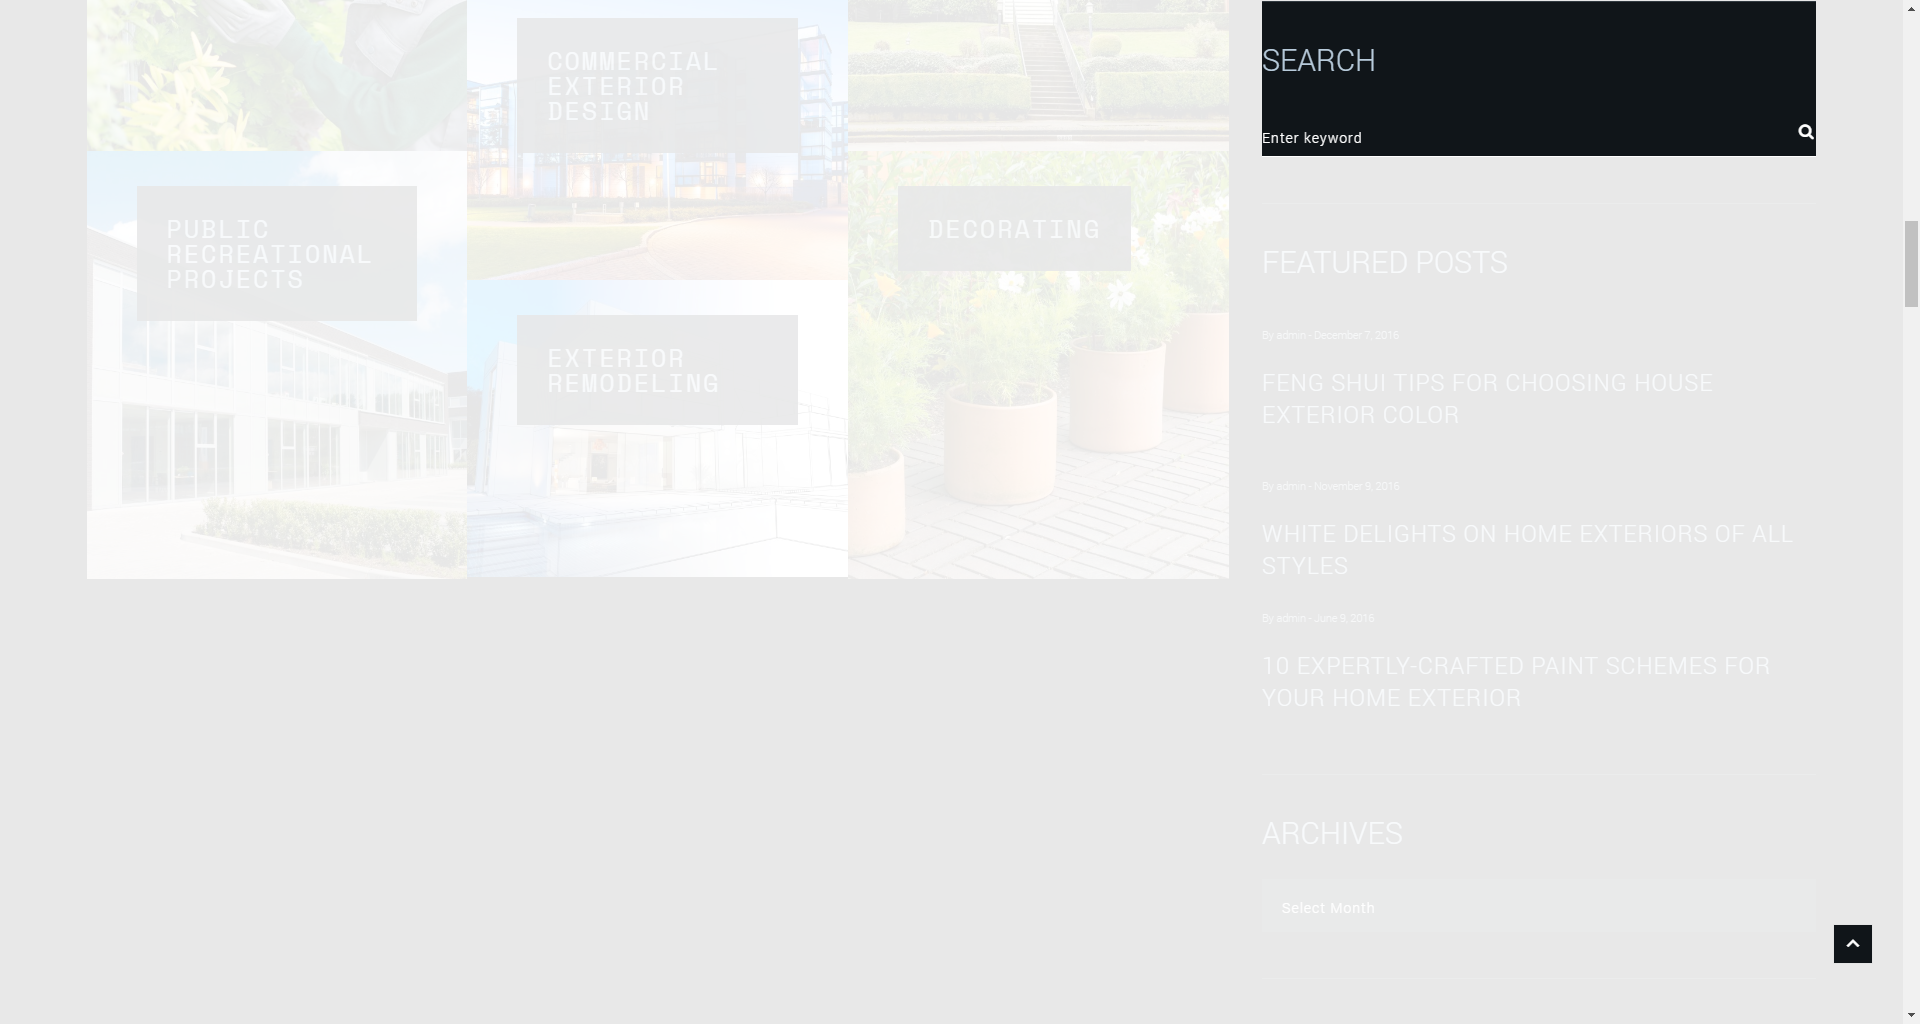 COMMERCIAL
EXTERIOR
DESIGN
PUBLIC
RECREATIONAL
PROJECTS
EXTERIOR
REMODELING
DECORATING
SEARCH
Enter keyword
FEATURED POSTS
By admin - December 7, 2016
FENG SHUI TIPS FOR CHOOSING HOUSE
EXTERIOR COLOR
By admin - November 9, 2016
WHITE DELIGHTS ON HOME EXTERIORS OF ALL
STYLES
By admin - June 9, 2016
10 EXPERTLY-CRAFTED PAINT SCHEMES FOR
YOUR HOME EXTERIOR
ARCHIVES
Select Month